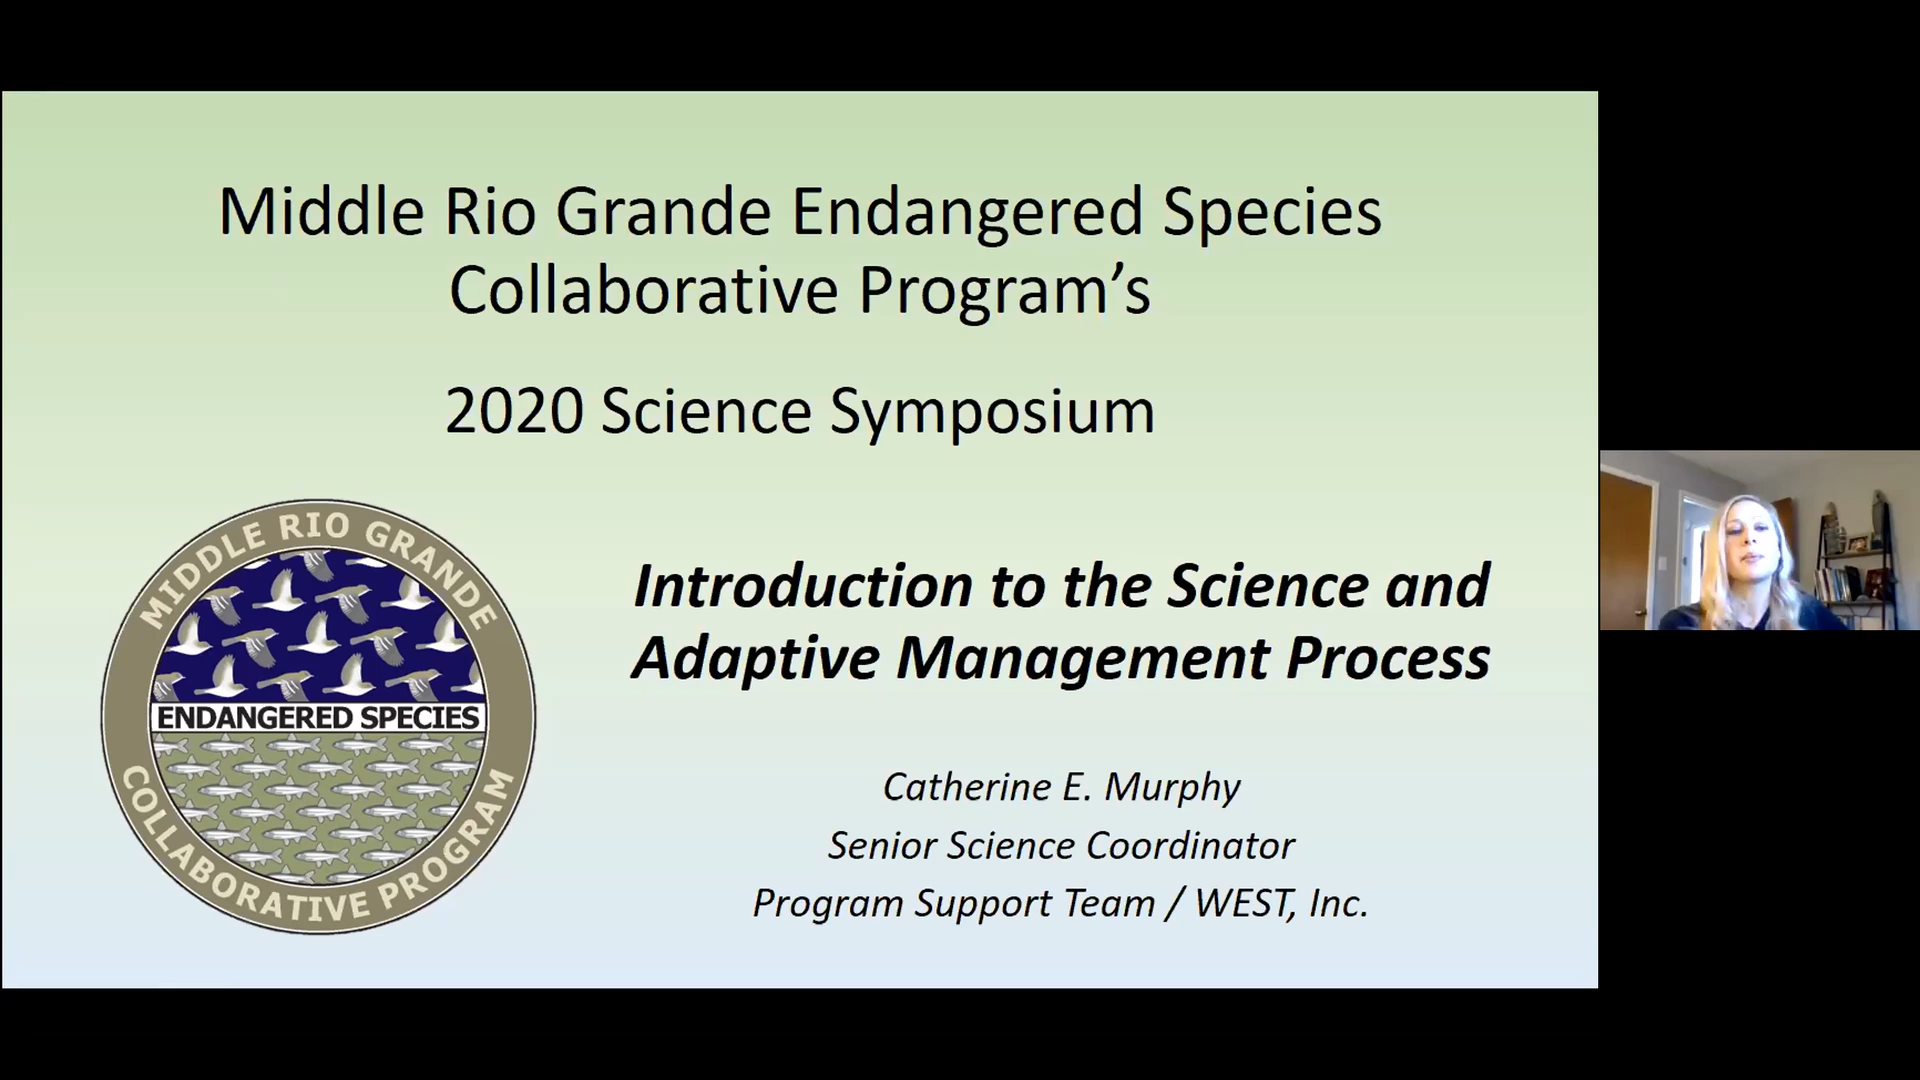 Middle Rio Grande Endangered Species
Collaborative Program’s
2020 Science Symposium
MIDDLE RIO GRANDE
ENDANGERED SPECIES
COLLABORATIVE PROGRAM
Introduction to the Science and
Adaptive Management Process
Catherine E. Murphy
Senior Science Coordinator
Program Support Team / WEST, Inc.